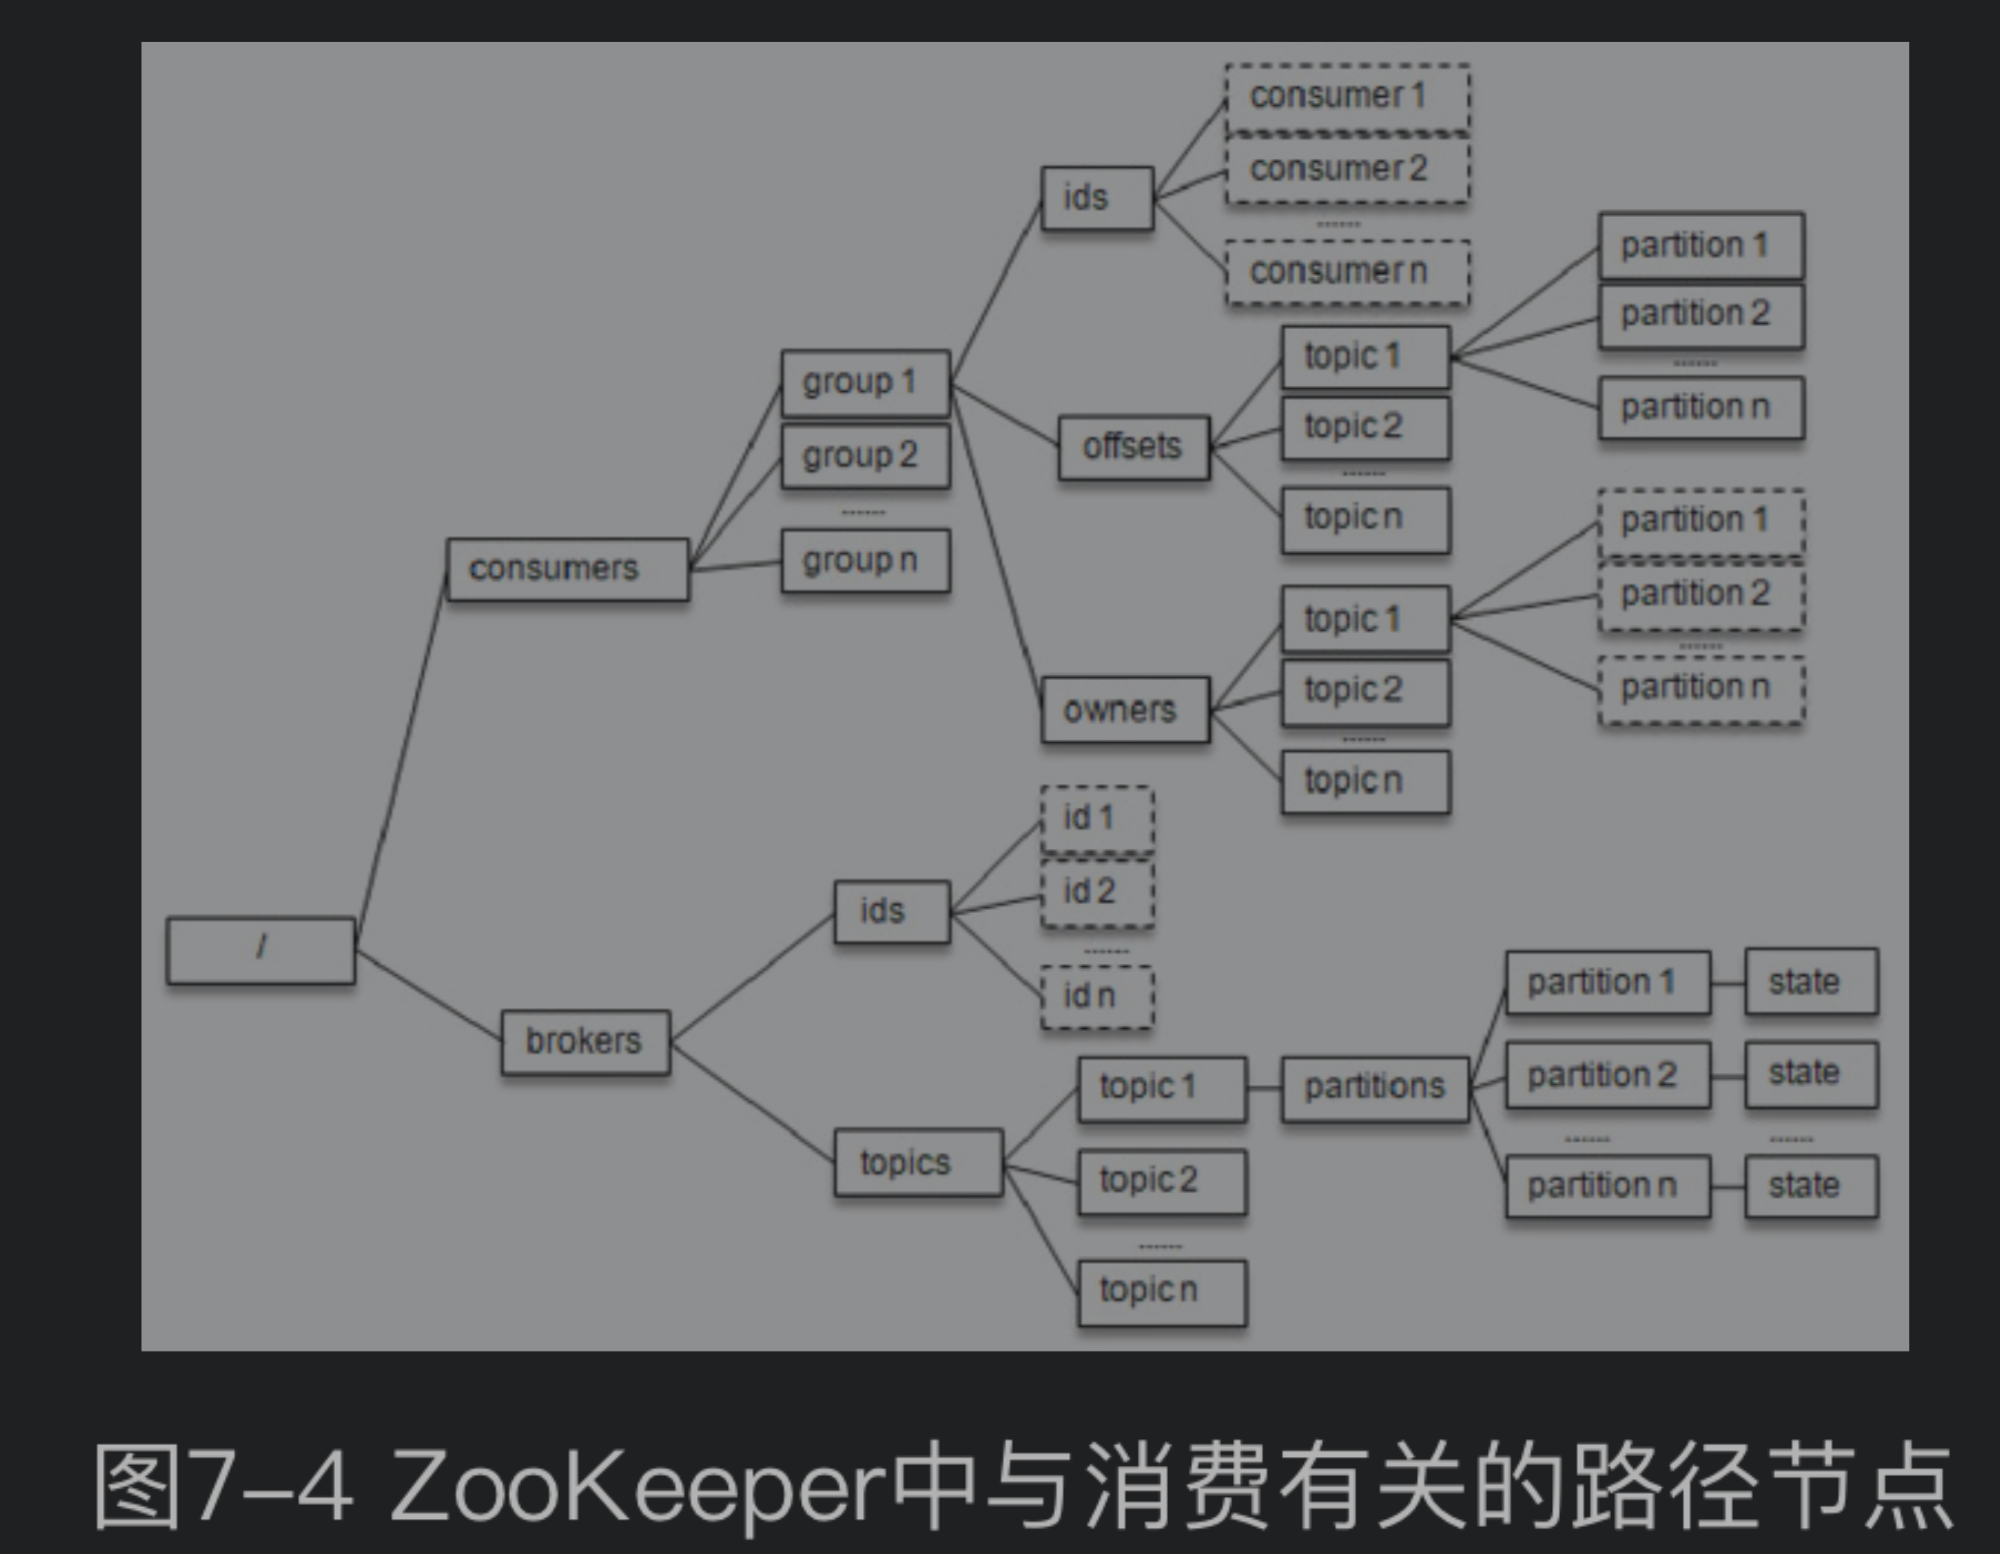 consumer 1
consumer 2
......
consumer n
ids
partition 1
partition 2
......
partition n
topic 1
topic 2
......
topic n
offsets
group 1
group 2
......
group n
consumers
partition 1
partition 2
......
partition n
topic 1
topic 2
......
topic n
owners
id 1
id 2
......
id n
ids
/
brokers
topics
topic 1
topic 2
......
topic n
partitions
partition 1
state
partition 2
state
......
......
partition n
state
图7-4 ZooKeeper中与消费有关的路径节点